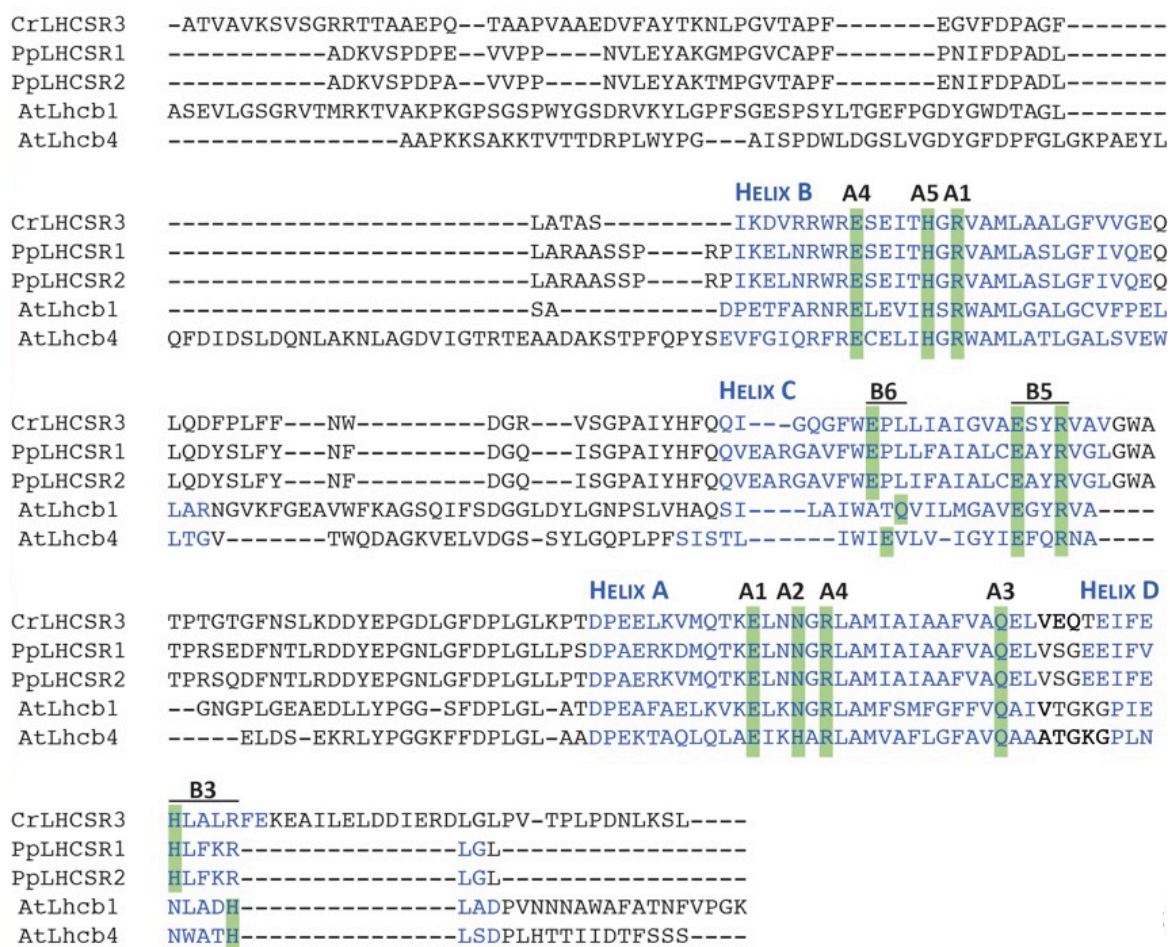 CrLHCSR3 -ATVAVKSVSGRRTTAAEPQ--TAAPVAAEDVFAYTKNLPGVTAPF-------EGVFDPAGF-------
PpLHCSR1 -----------ADKVSPDPE--VVPP----NVLEYAKGMPGVCAPF-------PNIFDPADL-------
PpLHCSR2 -----------ADKVSPDPA--VVPP----NVLEYAKTMPGVTAPF-------ENIFDPADL-------
AtLhcb1 ASEVLGSGRVTMRKTVAKPKGPSGSPWYGSDRVKYLGPFSGESPSYLTGEFPGDYGWDTAGL-------
AtLhcb4 ----------------AAPKKSAKKTVTTDRPLWYPG---AISPDWLDGSLVGDYGFDPFGLGKPAEYL
HELIX B A4 A5 A1
CrLHCSR3 -------------------------LATAS---------IKDVRRWRESEITHGRVAMLAALGFVVGEQ
PpLHCSR1 -------------------------LARAASSP----RPIKELNRWRESEITHGRVAMLASLGFIVQEQ
PpLHCSR2 -------------------------LARAASSP----RPIKELNRWRESEITHGRVAMLASLGFIVQEQ
AtLhcb1 -------------------------SA-----------DPETFARNRELEVIHSRWAMLGALGCVFPEL
AtLhcb4 QFDIDSLDQNLAKNLAGDVIGTRTEAADAKSTPFQPYSEVFGIQRFRECELIHGRWAMLATLGALSVEW
HELIX C B6 B5
CrLHCSR3 LQDFPLFF---NW---------DGR---VSGPAIYHFQQI---GQGFWEPLLIAIGVAESYRVAVGWA
PpLHCSR1 LQDYSLFY---NF---------DGQ---ISGPAIYHFQQVEARGAVFWEPLLFAIALCEAYRVGLGWA
PpLHCSR2 LQDYSLFY---NF---------DGQ---ISGPAIYHFQQVEARGAVFWEPLIFAIALCEAYRVGLGWA
AtLhcb1 LARNGVKFGEAVWFKAGSQIFSDGGLDYLGNPSLVHAQSI----LAIWATQVILMGAVEGYRVA----
AtLhcb4 LTGV-------TWQDAGKVELVDGS-SYLGQPLPFSISTL------IWIEVLV-IGYIEFQRNA----
HELIX A A1 A2 A4 A3 HELIX D
CrLHCSR3 TPTGTGFNSLKDDYEPGDLGFDPLGLKPTDPEELKVMQTKELNNGRLAMIAIAAFVAQELVEQTEIFE
PpLHCSR1 TPRSEDFNTLRDDYEPGNLGFDPLGLLPSDPAERKDMQTKELNNGRLAMIAIAAFVAQELVSGEEIFV
PpLHCSR2 TPRSQDFNTLRDDYEPGNLGFDPLGLLPTDPAERKVMQTKELNNGRLAMIAIAAFVAQELVSGEEIFE
AtLhcb1 --GNGPLGEAEDLLYPGG-SFDPLGL-ATDPEAFAELKVKELKNGRLAMFSMFGFFVQAIVTGKGPIE
AtLhcb4 -----ELDS-EKRLYPGGKFFDPLGL-AADPEKTAQLQLAEIKHARLAMVAFLGFAVQAAATGKGPLN
B3
CrLHCSR3 HLALRFEKEAILELDDIERDLGLPV-TPLPDNLKSL----
PpLHCSR1 HLFKR---------------LGL-----------------
PpLHCSR2 HLFKR---------------LGL-----------------
AtLhcb1 NLADH---------------LADPVNNNAWAFATNFVPGK
AtLhcb4 NWATH---------------LSDPLHTTIIDTFSSS----